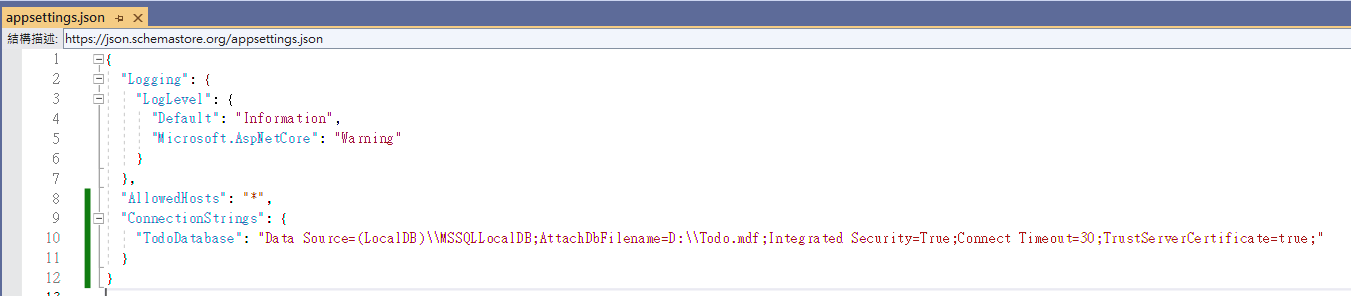 appsettings.json
結構描述: https://json.schemastore.org/appsettings.json
1 {
2 "Logging": {
3 "LogLevel": {
4 "Default": "Information",
5 "Microsoft.AspNetCore": "Warning"
6 }
7 },
8 "AllowedHosts": "*",
9 "ConnectionStrings": {
10 "TodoDatabase": "Data Source=(LocalDB)\\MSSQLLocalDB;AttachDbFilename=D:\\Todo.mdf;Integrated Security=True;Connect Timeout=30;TrustServerCertificate=true;"
11 }
12 }
13